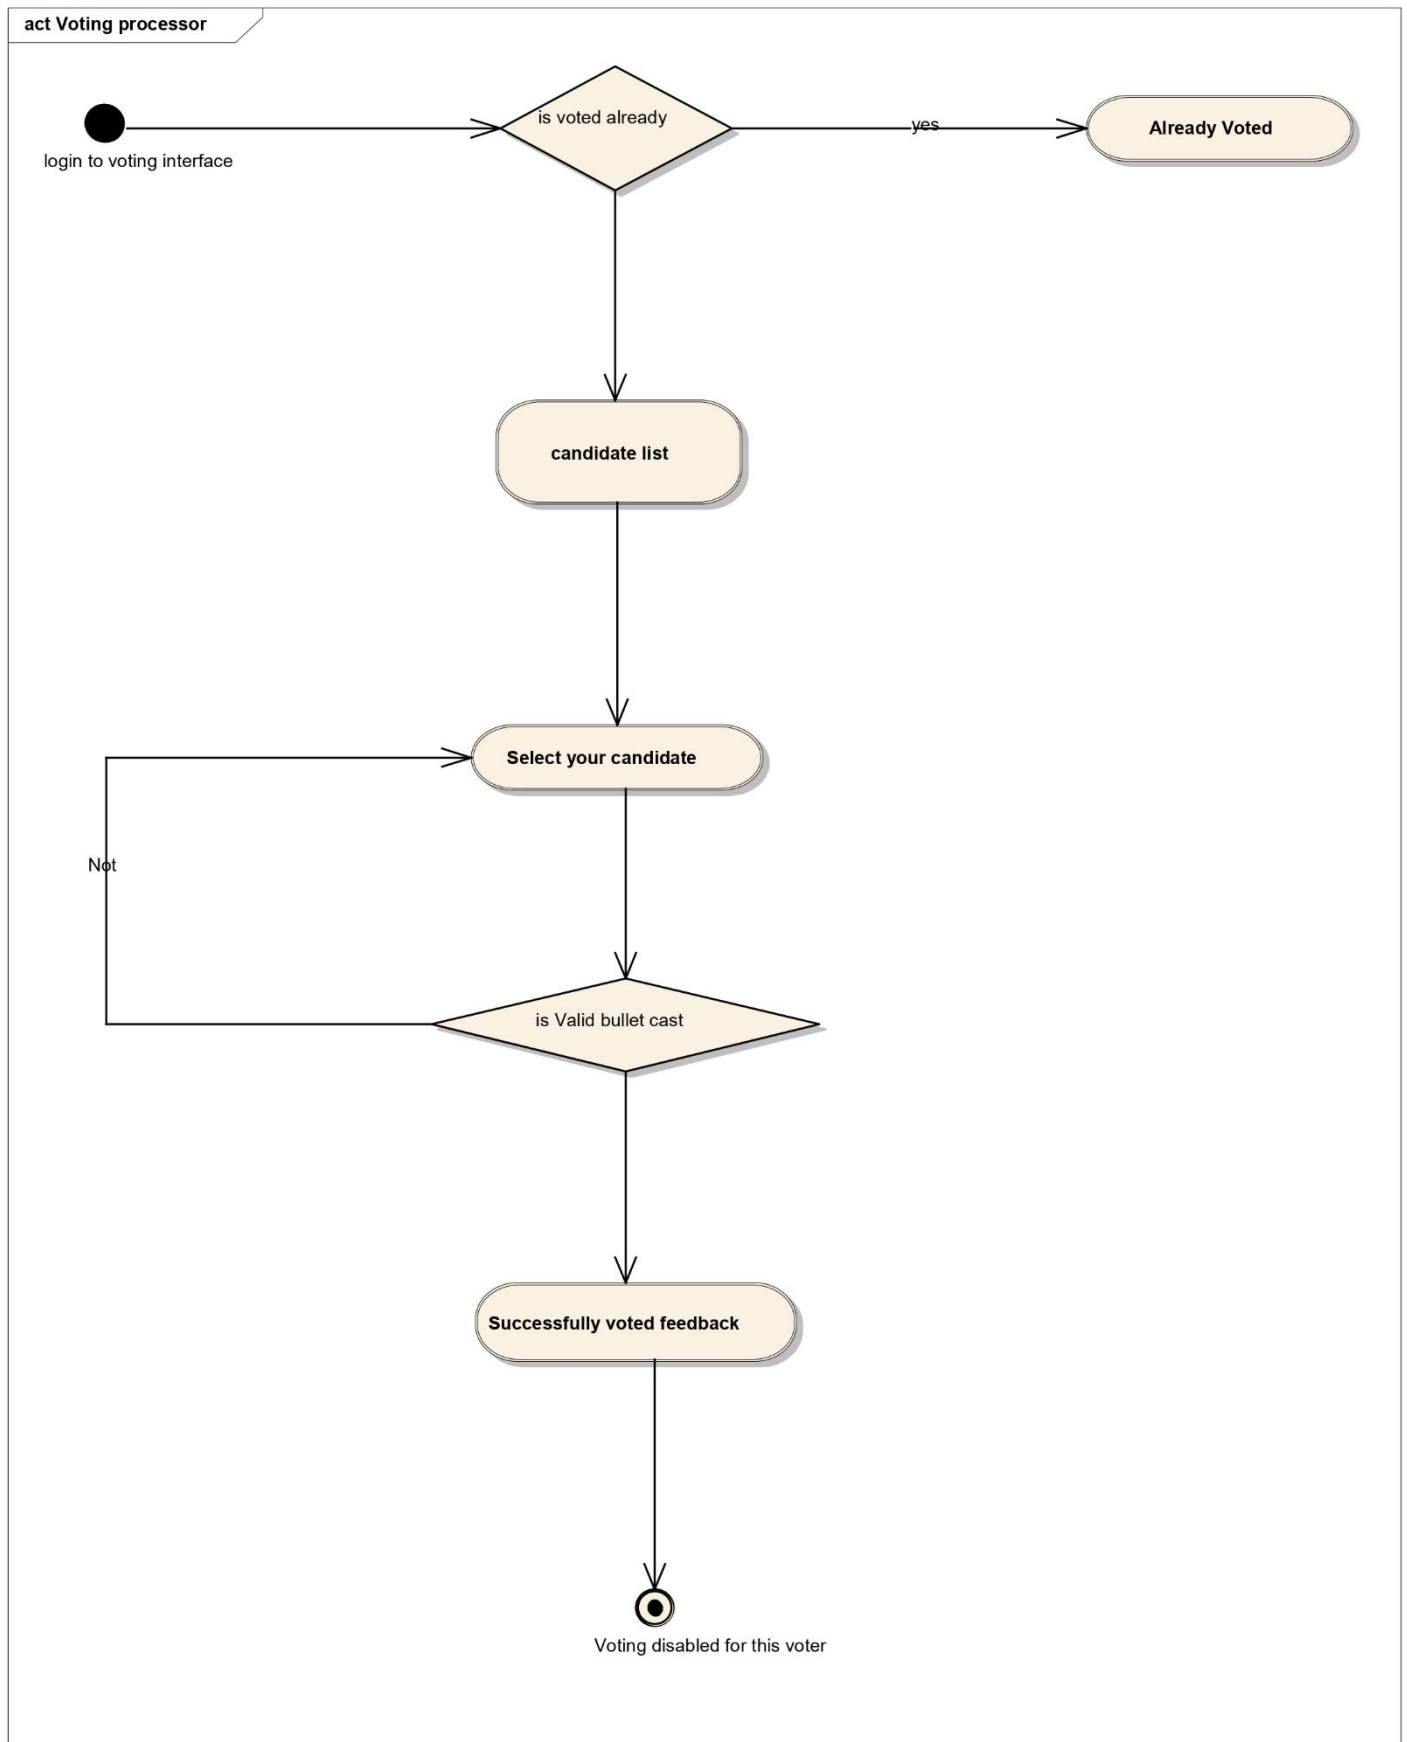 act Voting processor
is voted already
yes
Already Voted
login to voting interface
candidate list
Select your candidate
Not
is Valid bullet cast
Successfully voted feedback
Voting disabled for this voter